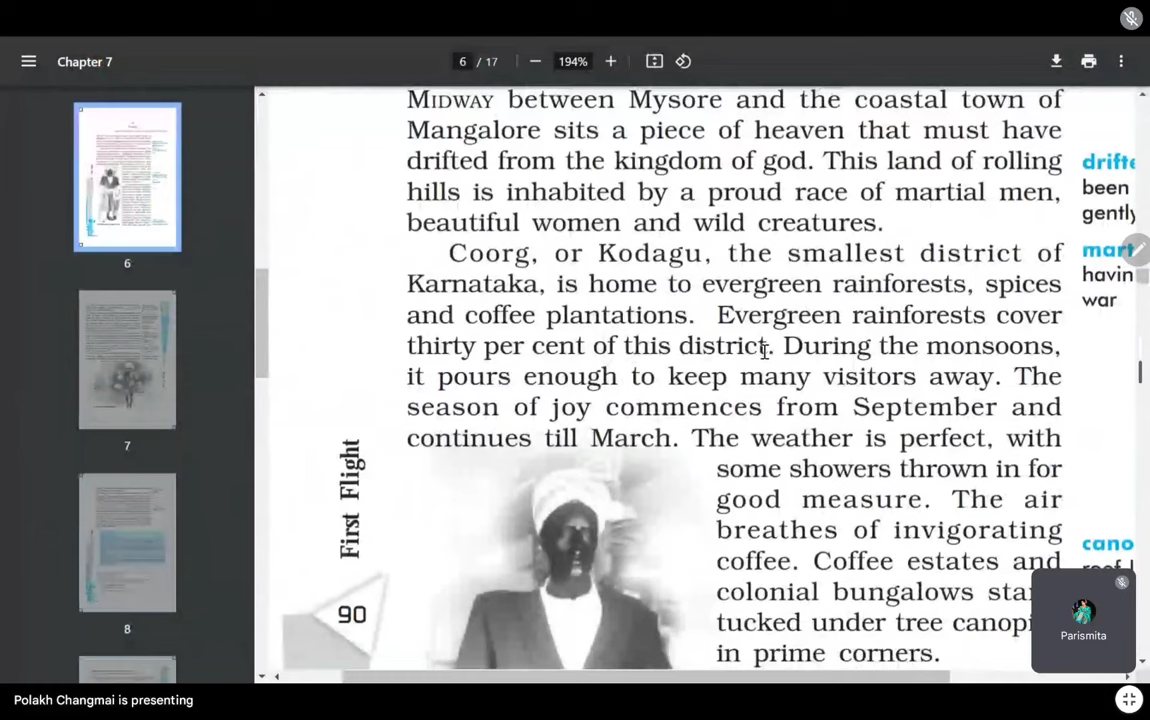 Chapter 7
6 / 17
194%
MIDWAY between Mysore and the coastal town of
Mangalore sits a piece of heaven that must have
drifted from the kingdom of god. This land of rolling
hills is inhabited by a proud race of martial men,
beautiful women and wild creatures.
Coorg, or Kodagu, the smallest district of
Karnataka, is home to evergreen rainforests, spices
and coffee plantations. Evergreen rainforests cover
thirty per cent of this district. During the monsoons,
it pours enough to keep many visitors away. The
season of joy commences from September and
continues till March. The weather is perfect, with
some showers thrown in for
good measure. The air
breathes of invigorating
coffee. Coffee estates and
colonial bungalows sta
tucked under tree canopi
in prime corners.
drifte
been
gently
mart
havin
war
cano
First Flight
90
6
7
8
Parismita
Polakh Changmai is presenting